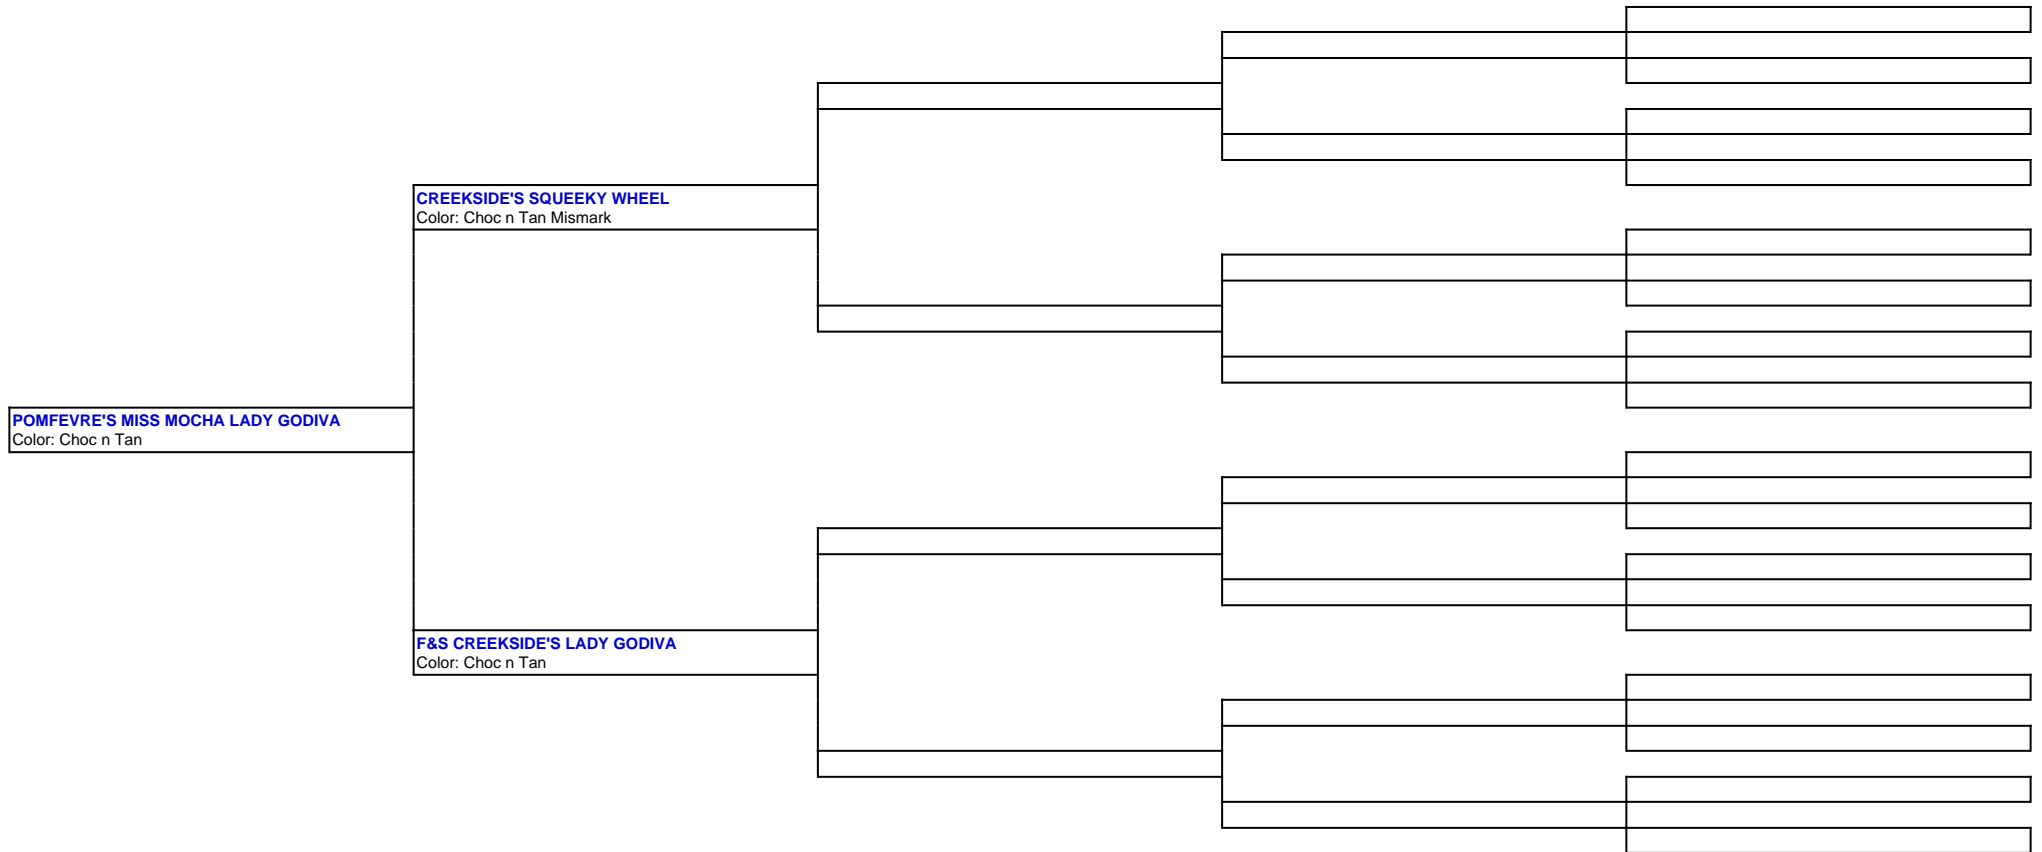 CREEKSIDE'S SQUEEKY WHEEL
Color: Choc n Tan Mismark
POMFEVRE'S MISS MOCHA LADY GODIVA
Color: Choc n Tan
F&S CREEKSIDE'S LADY GODIVA
Color: Choc n Tan